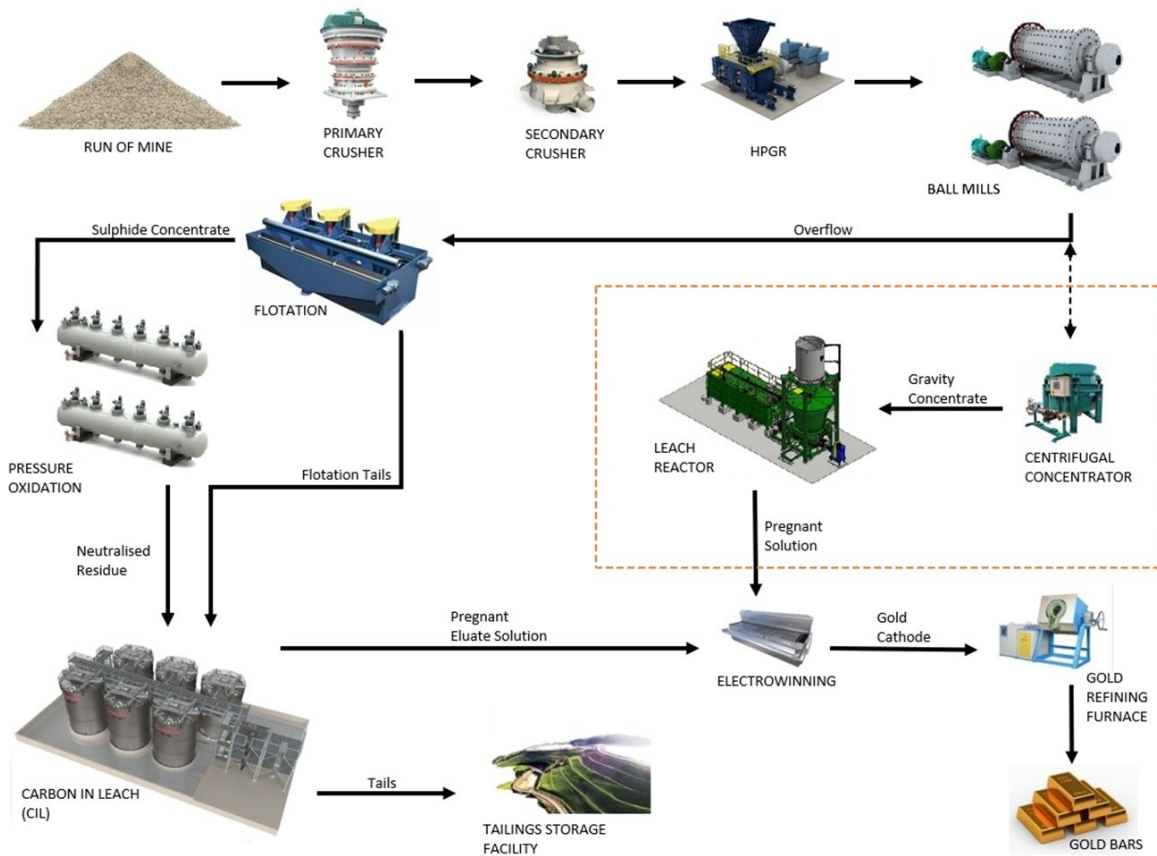 RUN OF MINE
PRIMARY
CRUSHER
SECONDARY
CRUSHER
HPGR
BALL MILLS
Sulphide Concentrate
Overflow
FLOTATION
Gravity
Concentrate
LEACH
REACTOR
CENTRIFUGAL
CONCENTRATOR
PRESSURE
OXIDATION
Flotation Tails
Pregnant
Solution
Neutralised
Residue
Pregnant
Eluate Solution
Gold
Cathode
ELECTROWINNING
GOLD
REFINING
FURNACE
CARBON IN LEACH
(CIL)
Tails
TAILINGS STORAGE
FACILITY
GOLD BARS